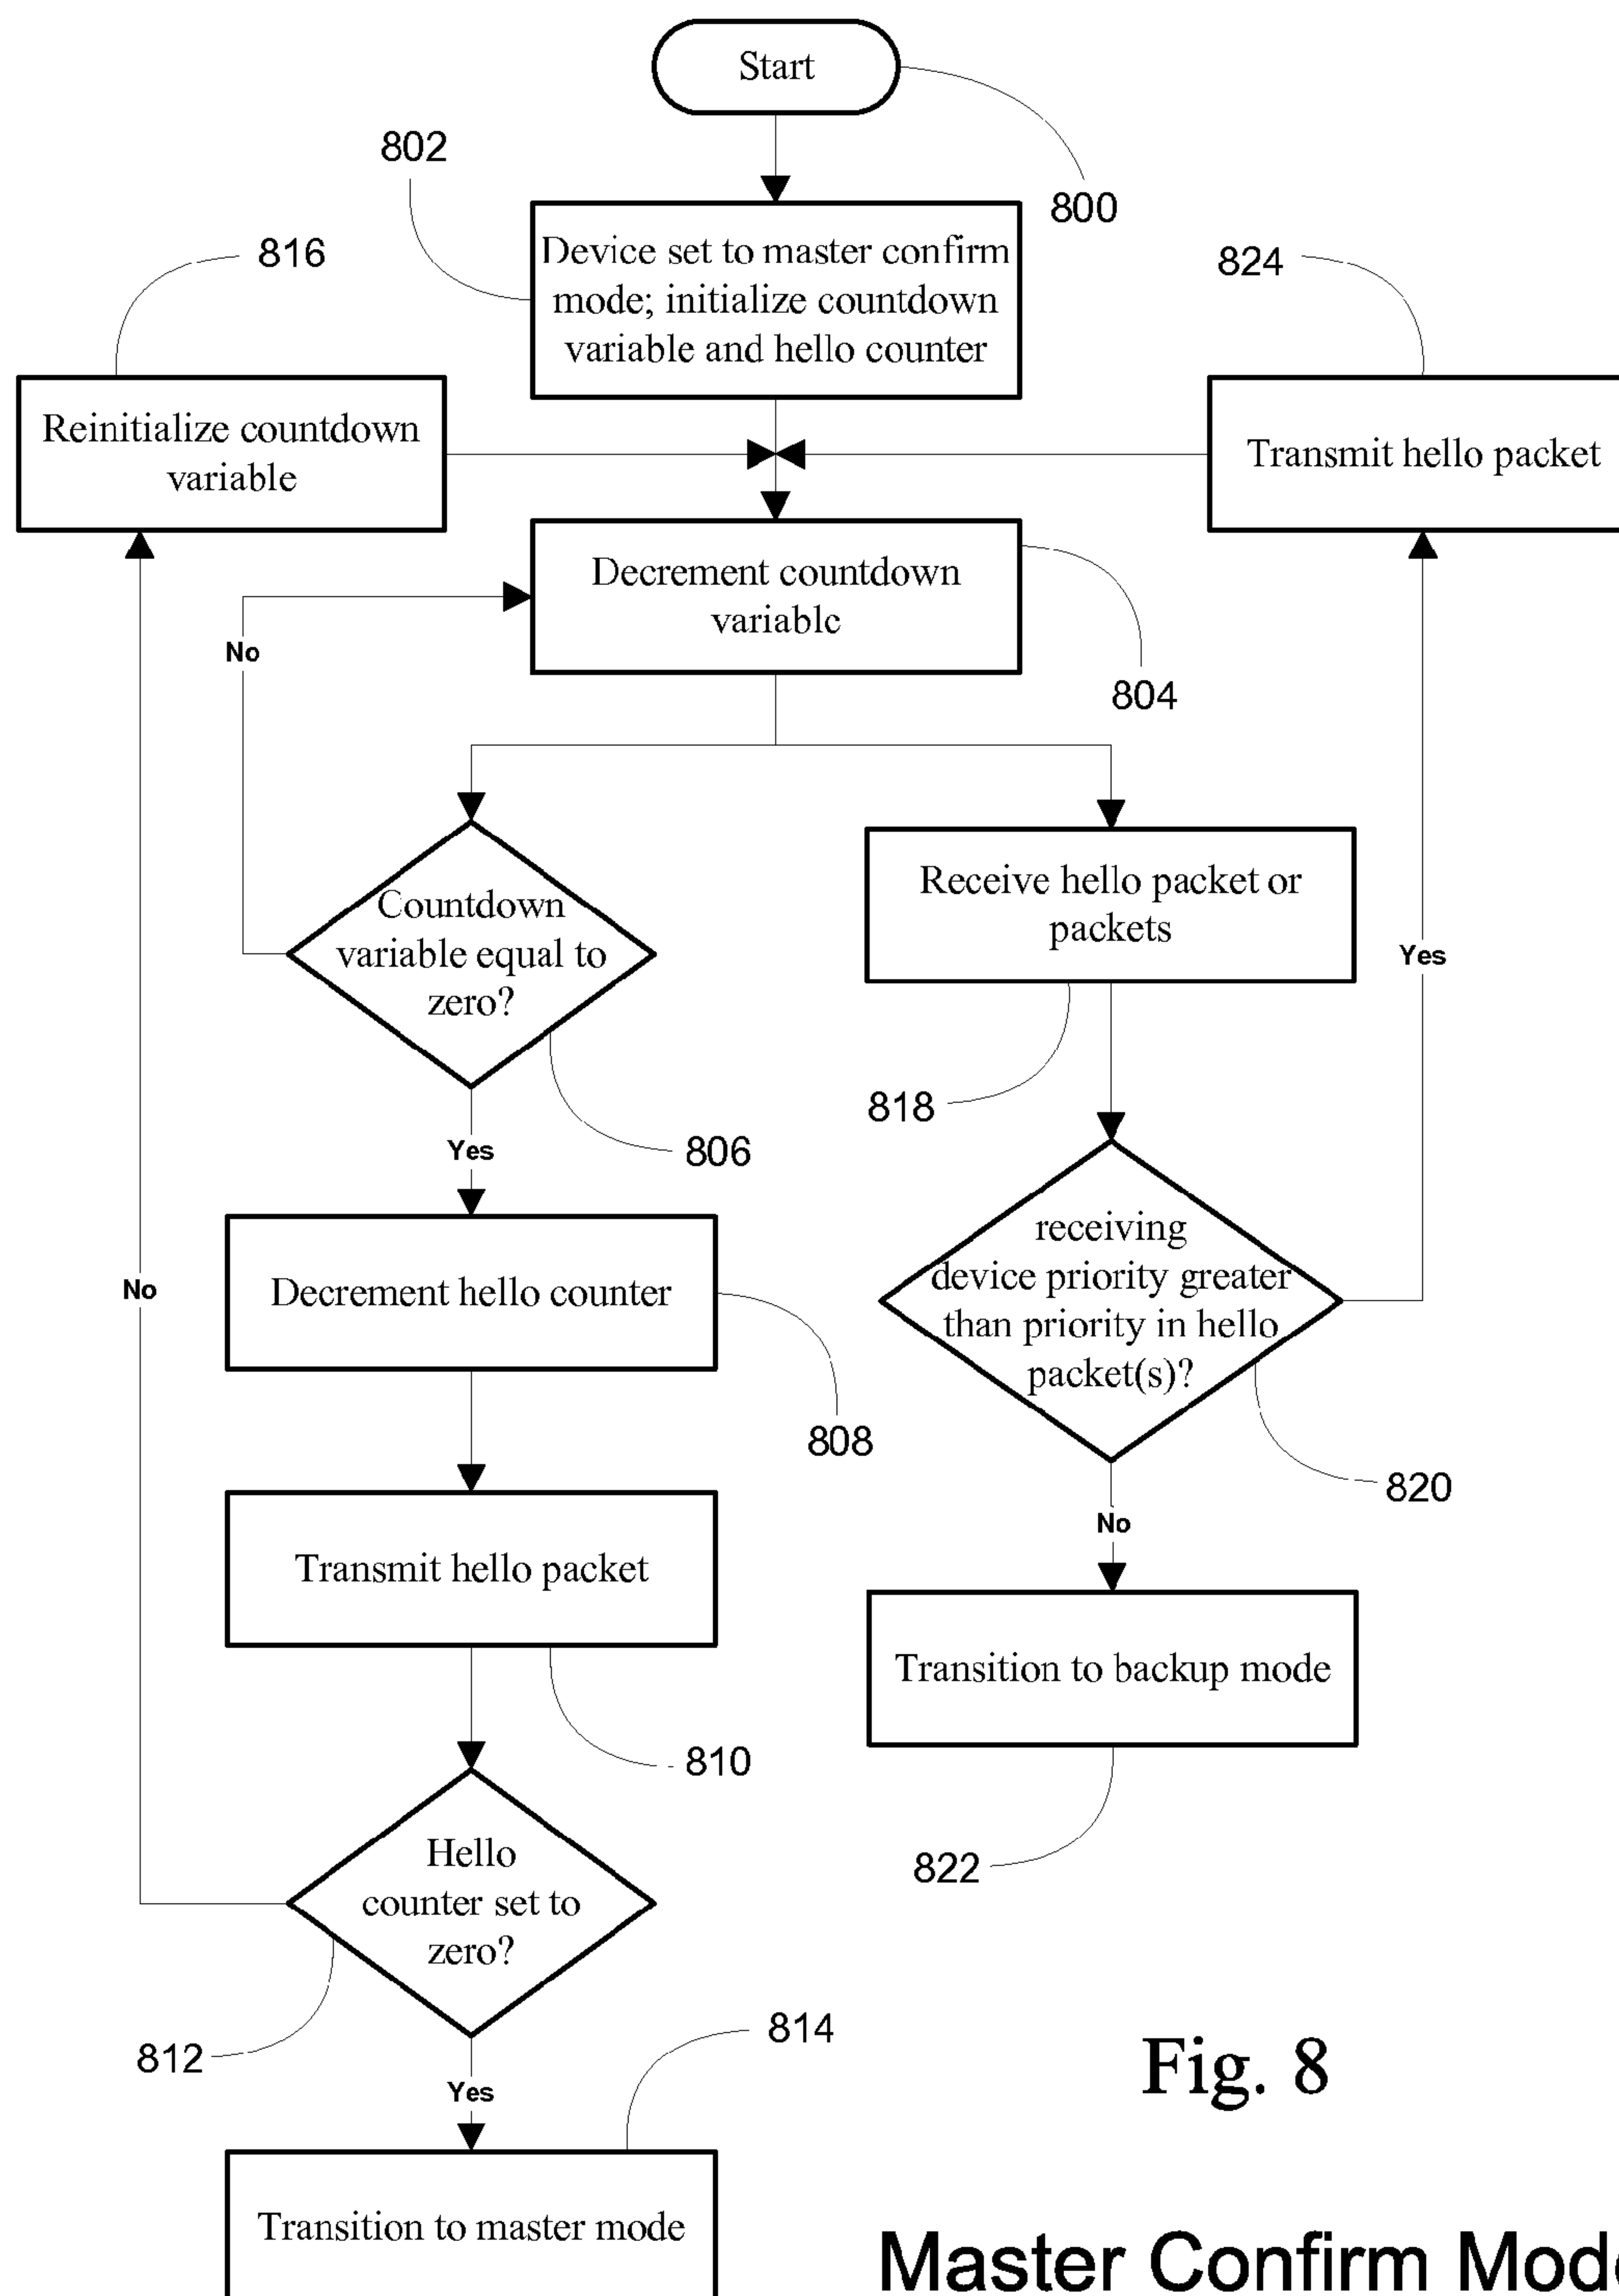 Start
802
800
Device set to master confirm
mode; initialize countdown
variable and hello counter
816
824
Reinitialize countdown
variable
Transmit hello packet
Decrement countdown
variable
804
No
Countdown
variable equal to
zero?
Receive hello packet or
packets
Yes
818
806
Yes
receiving
device priority greater
than priority in hello
packet(s)?
Decrement hello counter
No
808
820
No
Transmit hello packet
Transition to backup mode
810
822
Hello
counter set to
zero?
812
814
Yes
Fig. 8
Transition to master mode
Master Confirm Mode